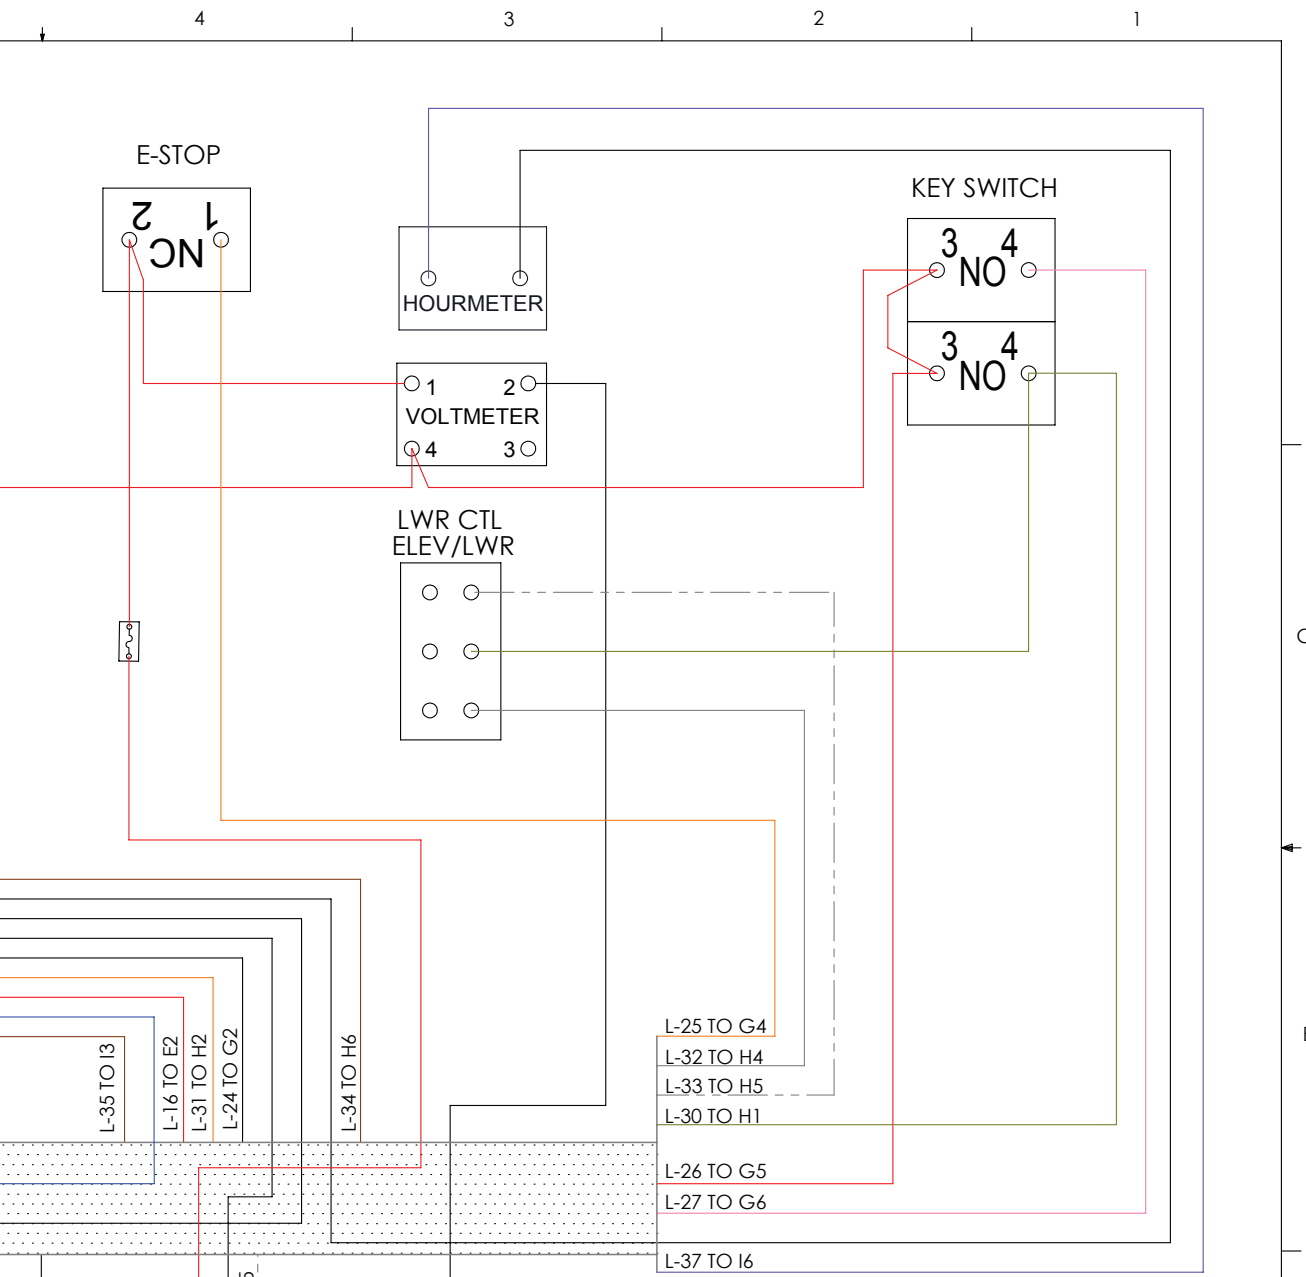 4 3 2 1
E-STOP
2 1
NC
HOURMETER
KEY SWITCH
3 4
NO
3 4
NO
1 2
VOLTMETER
4 3
LWR CTL
ELEV/LWR
L-35 TO I3
L-16 TO E2
L-31 TO H2
L-24 TO G2
L-34 TO H6
L-25 TO G4
L-32 TO H4
L-33 TO H5
L-30 TO H1
L-26 TO G5
L-27 TO G6
L-37 TO I6